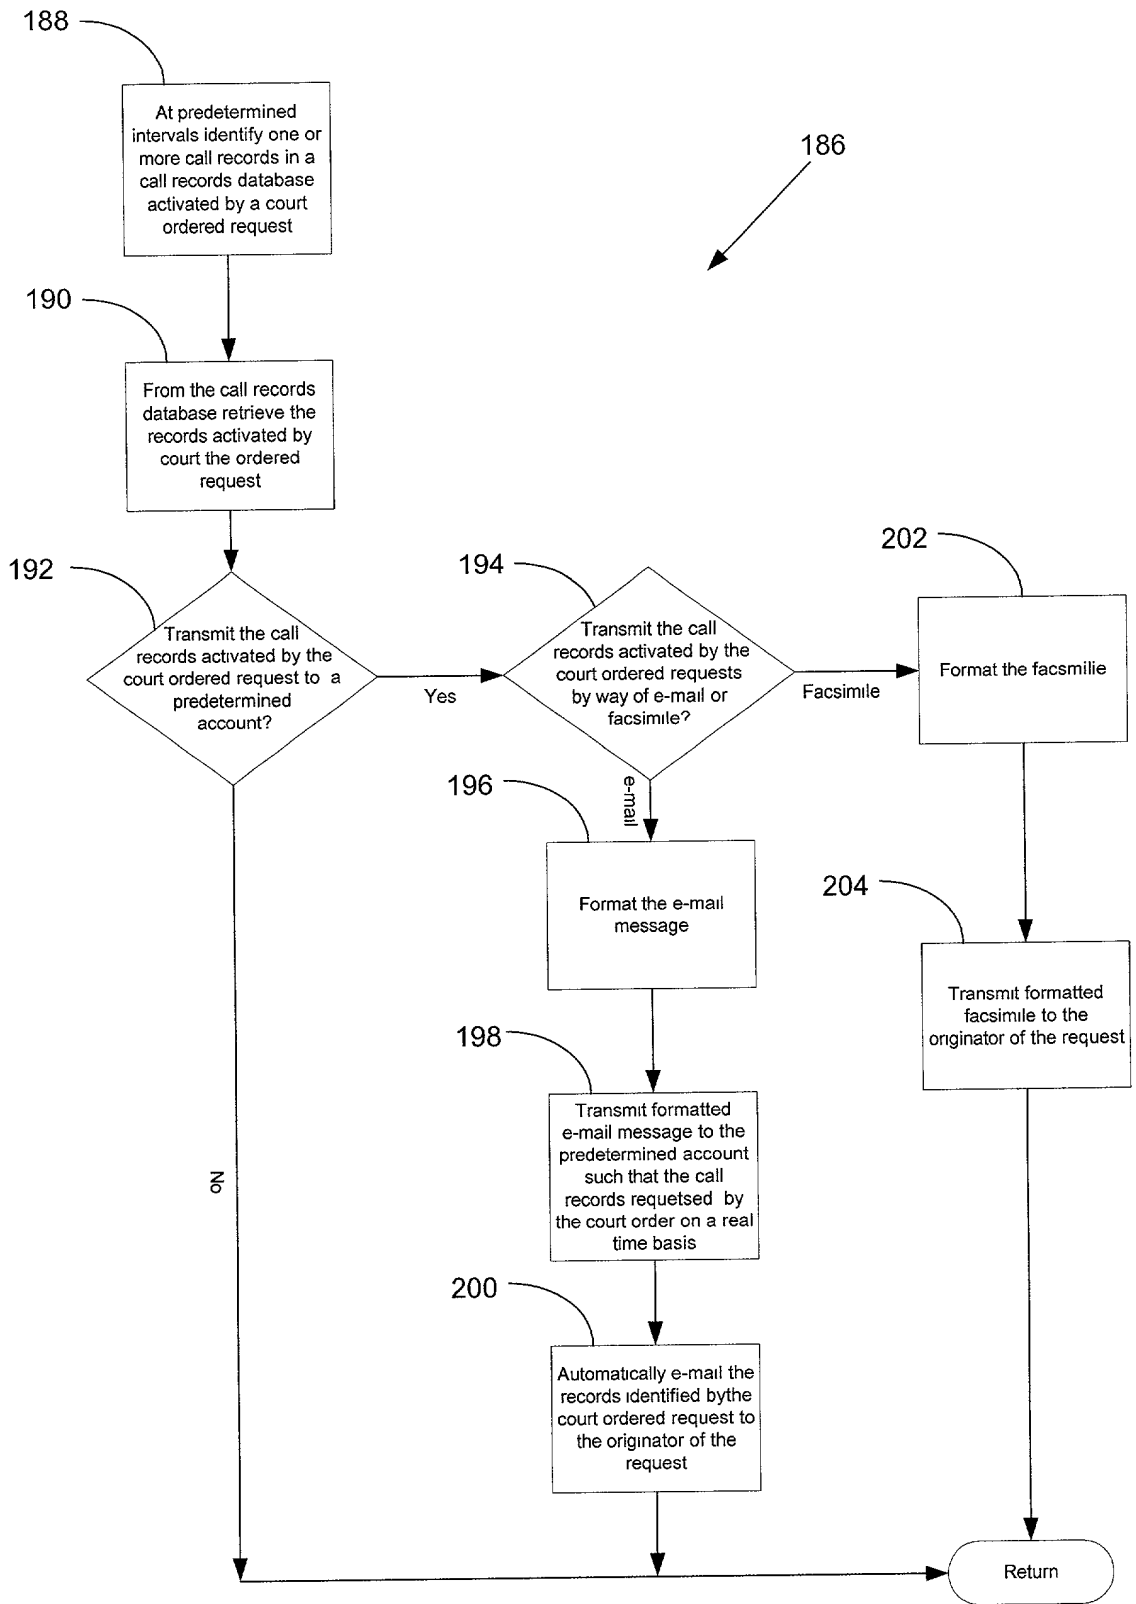 188
At predetermined
intervals identify one or
more call records in a
call records database
activated by a court
ordered request
186
190
From the call records
database retrieve the
records activated by
court the ordered
request
192
Transmit the call
records activated by the
court ordered request to a
predetermined
account?
Yes
No
194
Transmit the call
records activated by the
court ordered requests
by way of e-mail or
facsimile?
Facsimile
e-mail
202
Format the facsmilie
196
Format the e-mail
message
204
Transmit formatted
facsimile to the
originator of the request
198
Transmit formatted
e-mail message to the
predetermined account
such that the call
records requetsed by
the court order on a real
time basis
200
Automatically e-mail the
records identified bythe
court ordered request to
the originator of the
request
Return